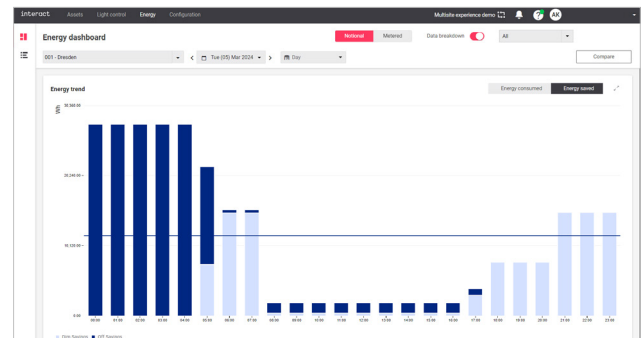 interact Assets Light control Energy Configuration Multisite experience demo ? AK
Energy dashboard Notional Metered Data breakdown All
001 - Dresden Tue (05) Mar 2024 Day Compare
Energy trend Energy consumed Energy saved
Wh
30,360.00
20,240.00
10,120.00
0.00
00:00 01:00 02:00 03:00 04:00 05:00 06:00 07:00 08:00 09:00 10:00 11:00 12:00 13:00 14:00 15:00 16:00 17:00 18:00 19:00 20:00 21:00 22:00 23:00
Dim Savings Off Savings